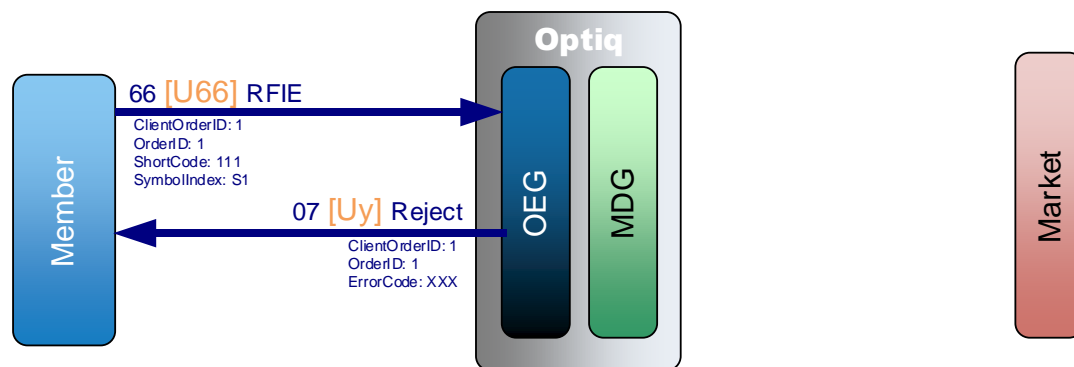 Optiq
66 [U66] RFIE
ClientOrderID: 1
OrderID: 1
ShortCode: 111
SymbolIndex: S1
07 [Uy] Reject
ClientOrderID: 1
OrderID: 1
ErrorCode: XXX
Member
OEG
MDG
Market